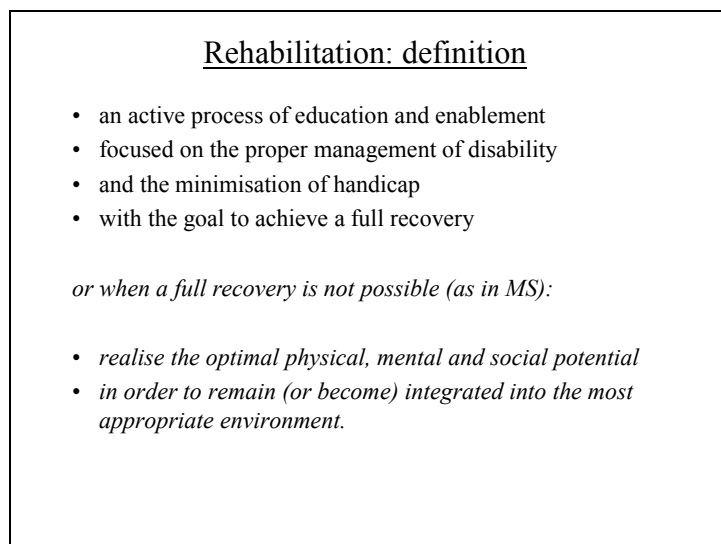 Rehabilitation: definition
• an active process of education and enablement
• focused on the proper management of disability
• and the minimisation of handicap
• with the goal to achieve a full recovery
or when a full recovery is not possible (as in MS):
• realise the optimal physical, mental and social potential
• in order to remain (or become) integrated into the most
appropriate environment.